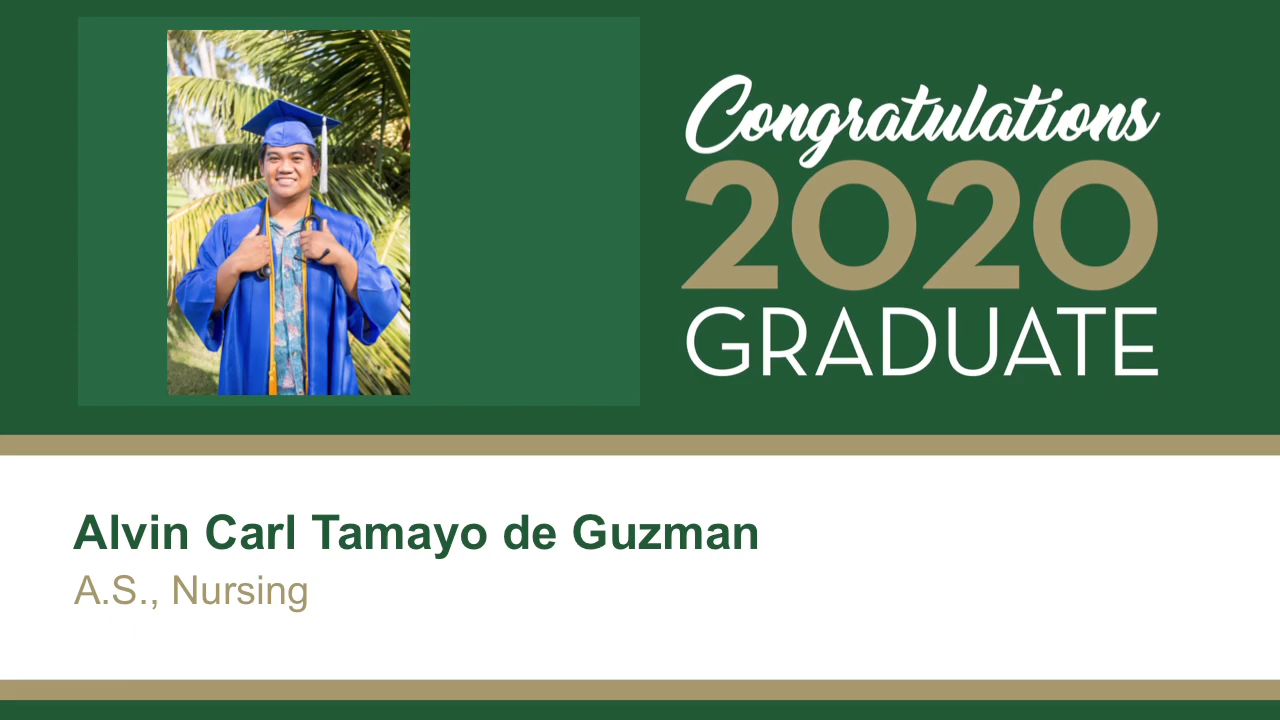 Congratulations
2020
GRADUATE
Alvin Carl Tamayo de Guzman
A.S., Nursing